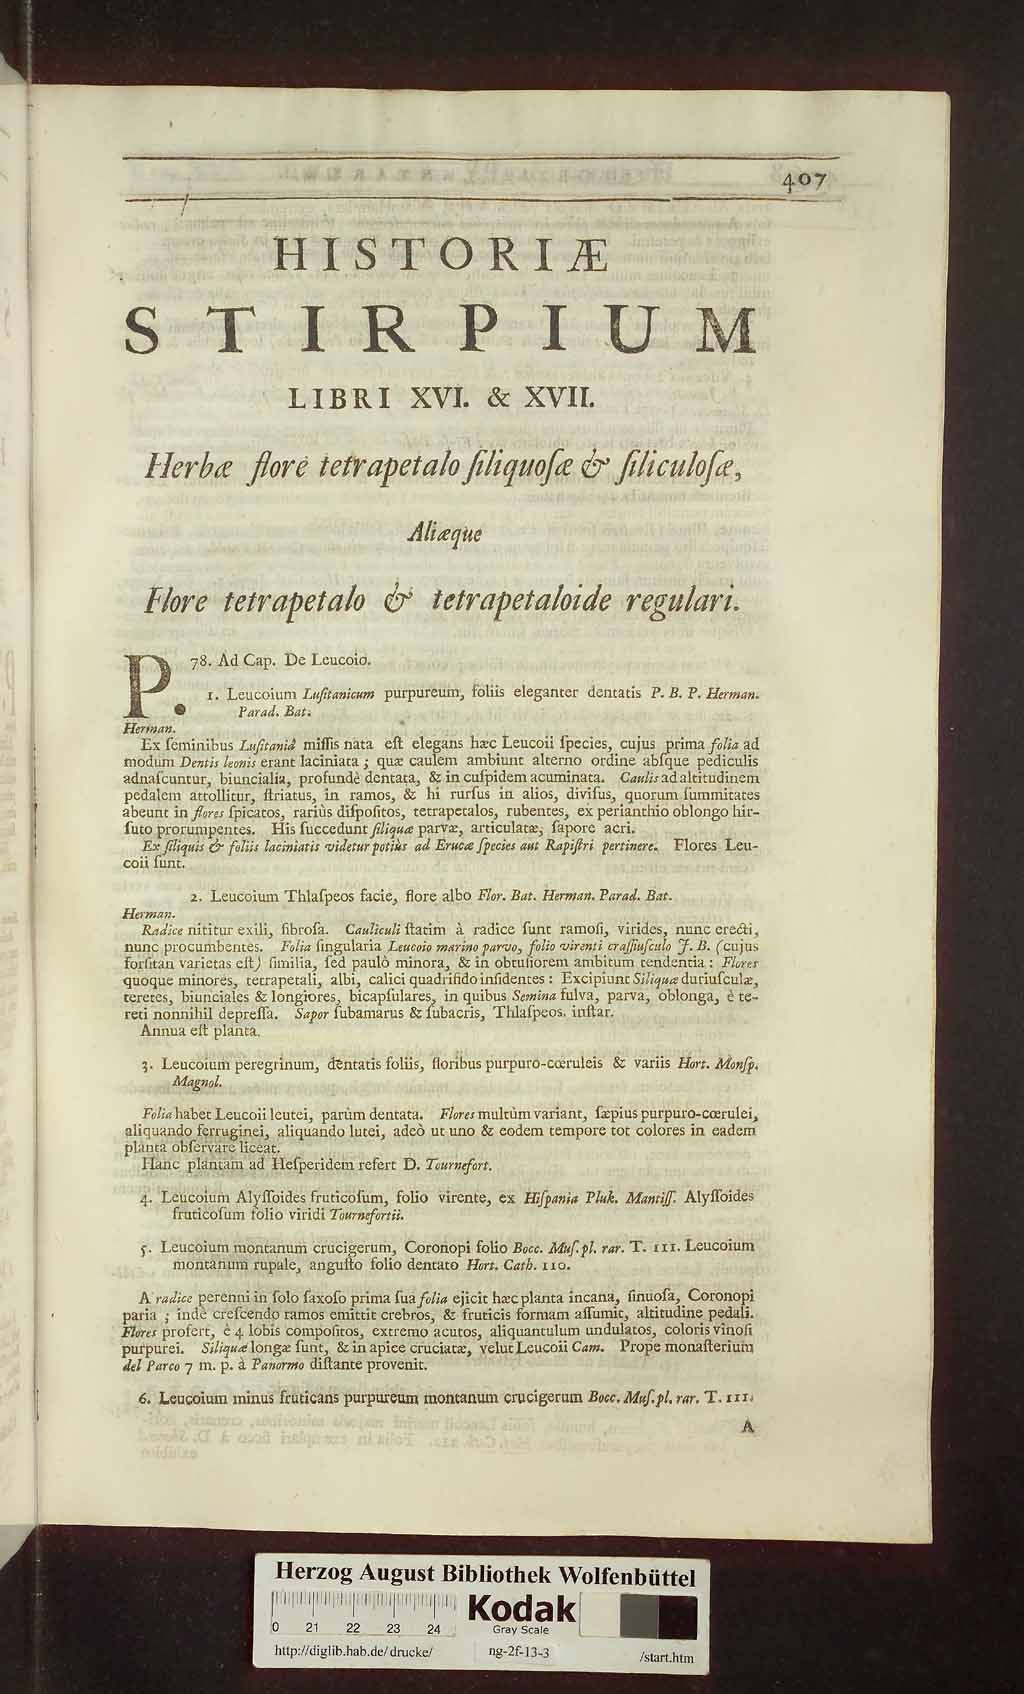 407
HISTORIÆ
STIRPIUM
LIBRI XVI. & XVII.
Herbæ flore tetrapetalo ſiliquoſæ & ſiliculoſæ,
Aliæque
Flore tetrapetalo & tetrapetaloide regulari.
P. 78. Ad Cap. De Leucoio.
1. Leucoium Luſitanicum purpureum, foliis eleganter dentatis P. B. P. Herman.
Parad. Bat.
Herman.
Ex ſeminibus Luſitaniâ miſſis nata eſt elegans hæc Leucoii ſpecies, cujus prima folia ad
modum Dentis leonis erant laciniata; quæ caulem ambiunt alterno ordine abſque pediculis
adnaſcuntur, biuncialia, profundè dentata, & in cuſpidem acuminata. Caulis ad altitudinem
pedalem attollitur, ſtriatus, in ramos, & hi rurſus in alios, diviſus, quorum ſummitates
abeunt in flores ſpicatos, rariùs diſpoſitos, tetrapetalos, rubentes, ex perianthio oblongo hir-
ſuto prorumpentes. His ſuccedunt ſiliquæ parvæ, articulatæ, ſapore acri.
Ex ſiliquis & foliis laciniatis videtur potiùs ad Erucæ ſpecies aut Rapiſtri pertinere. Flores Leu-
coii ſunt.
2. Leucoium Thlaſpeos facie, flore albo Flor. Bat. Herman. Parad. Bat.
Herman.
Radice nititur exili, fibroſa. Cauliculi ſtatim à radice ſunt ramoſi, virides, nunc erecti,
nunc procumbentes. Folia ſingularia Leucoio marino parvo, folio virenti craſſiuſculo J. B. (cujus
forſitan varietas eſt) ſimilia, ſed paulò minora, & in obtuſiorem ambitum tendentia: Flores
quoque minores, tetrapetali, albi, calici quadrifido inſidentes: Excipiunt Siliquæ duriuſculæ,
teretes, biunciales & longiores, bicapſulares, in quibus Semina fulva, parva, oblonga, è te-
reti nonnihil depreſſa. Sapor ſubamarus & ſubacris, Thlaſpeos. inſtar.
Annua eſt planta.
3. Leucoium peregrinum, dentatis foliis, floribus purpuro-cœruleis & variis Hort. Monſp.
Magnol.
Folia habet Leucoii leutei, parùm dentata. Flores multùm variant, ſæpius purpuro-cœrulei,
aliquando ferruginei, aliquando lutei, adeò ut uno & eodem tempore tot colores in eadem
planta obſervare liceat.
Hanc plantam ad Heſperidem refert D. Tournefort.
4. Leucoium Alyſſoides fruticoſum, folio virente, ex Hiſpania Pluk. Mantiſſ. Alyſſoides
fruticoſum folio viridi Tournefortii.
5. Leucoium montanum crucigerum, Coronopi folio Bocc. Muſ. pl. rar. T. 111. Leucoium
montanum rupale, anguſto folio dentato Hort. Cath. 110.
A radice perenni in ſolo ſaxoſo prima ſua folia ejicit hæc planta incana, ſinuoſa, Coronopi
paria; indè creſcendo ramos emittit crebros, & fruticis formam aſſumit, altitudine pedali.
Flores profert, è 4 lobis compoſitos, extremo acutos, aliquantulum undulatos, coloris vinoſi
purpurei. Siliquæ longæ ſunt, & in apice cruciatæ, velut Leucoii Cam. Prope monaſterium
del Parco 7 m. p. à Panormo diſtante provenit.
6. Leucoium minus fruticans purpureum montanum crucigerum Bocc. Muſ. pl. rar. T. 111.
A
Herzog August Bibliothek Wolfenbüttel
0 21 22 23 24
Kodak
Gray Scale
http://diglib.hab.de/drucke/ ng-2f-13-3 /start.htm